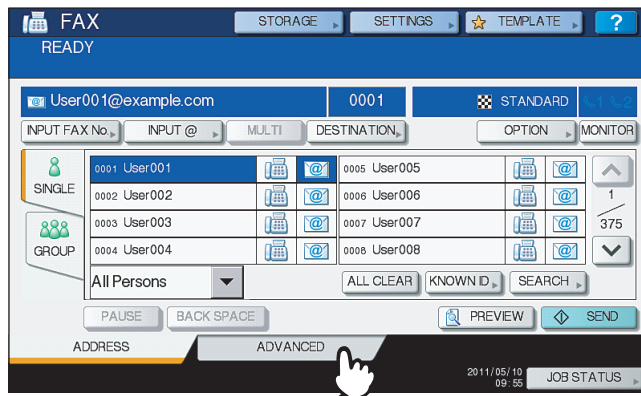 FAX STORAGE SETTINGS TEMPLATE ?
READY
User001@example.com 0001 STANDARD 1 2
INPUT FAX No. INPUT @ MULTI DESTINATION OPTION MONITOR
SINGLE
GROUP
0001 User001 @ 0005 User005 @
0002 User002 @ 0006 User006 @
0003 User003 @ 0007 User007 @
0004 User004 @ 0008 User008 @
1
375
All Persons ALL CLEAR KNOWN ID SEARCH
PAUSE BACK SPACE PREVIEW SEND
ADDRESS ADVANCED
2011/05/10
09:55
JOB STATUS